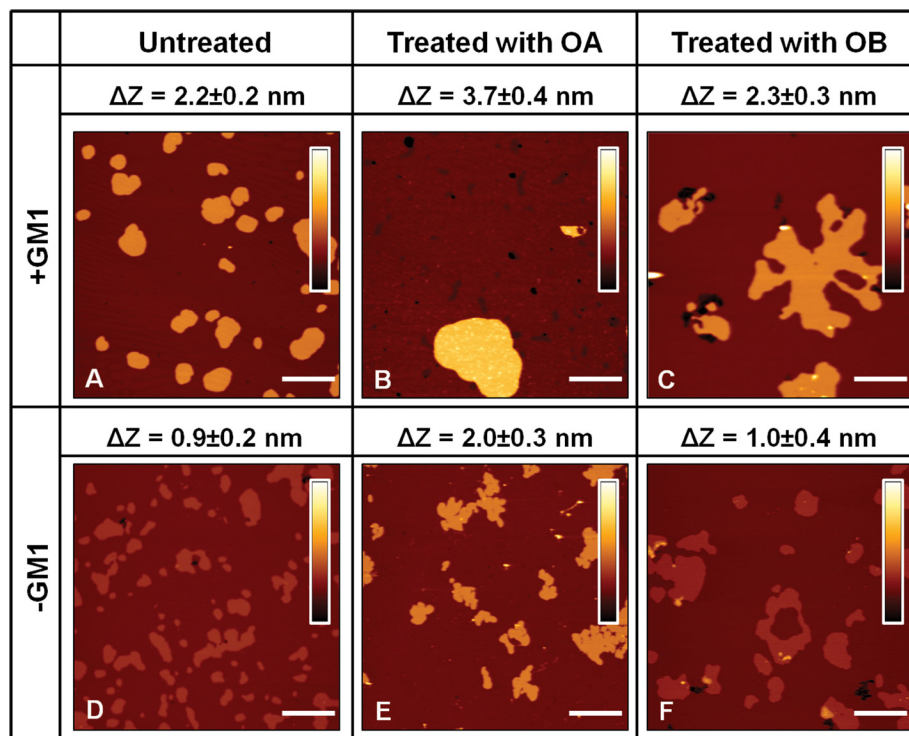 Untreated Treated with OA Treated with OB
+GM1
ΔZ = 2.2±0.2 nm ΔZ = 3.7±0.4 nm ΔZ = 2.3±0.3 nm
A B C
-GM1
ΔZ = 0.9±0.2 nm ΔZ = 2.0±0.3 nm ΔZ = 1.0±0.4 nm
D E F